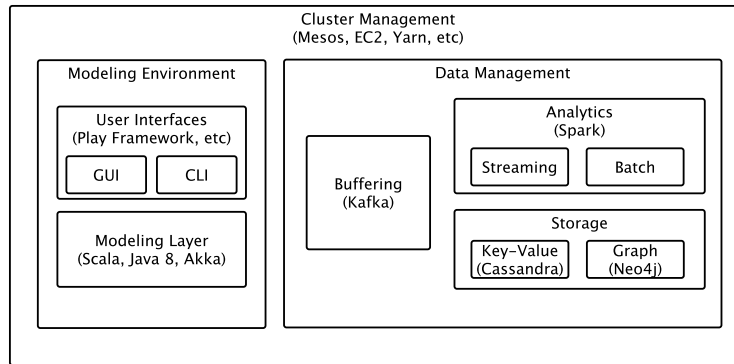 Cluster Management
(Mesos, EC2, Yarn, etc)
Modeling Environment
User Interfaces
(Play Framework, etc)
GUI
CLI
Modeling Layer
(Scala, Java 8, Akka)
Data Management
Buffering
(Kafka)
Analytics
(Spark)
Streaming
Batch
Storage
Key-Value
(Cassandra)
Graph
(Neo4j)